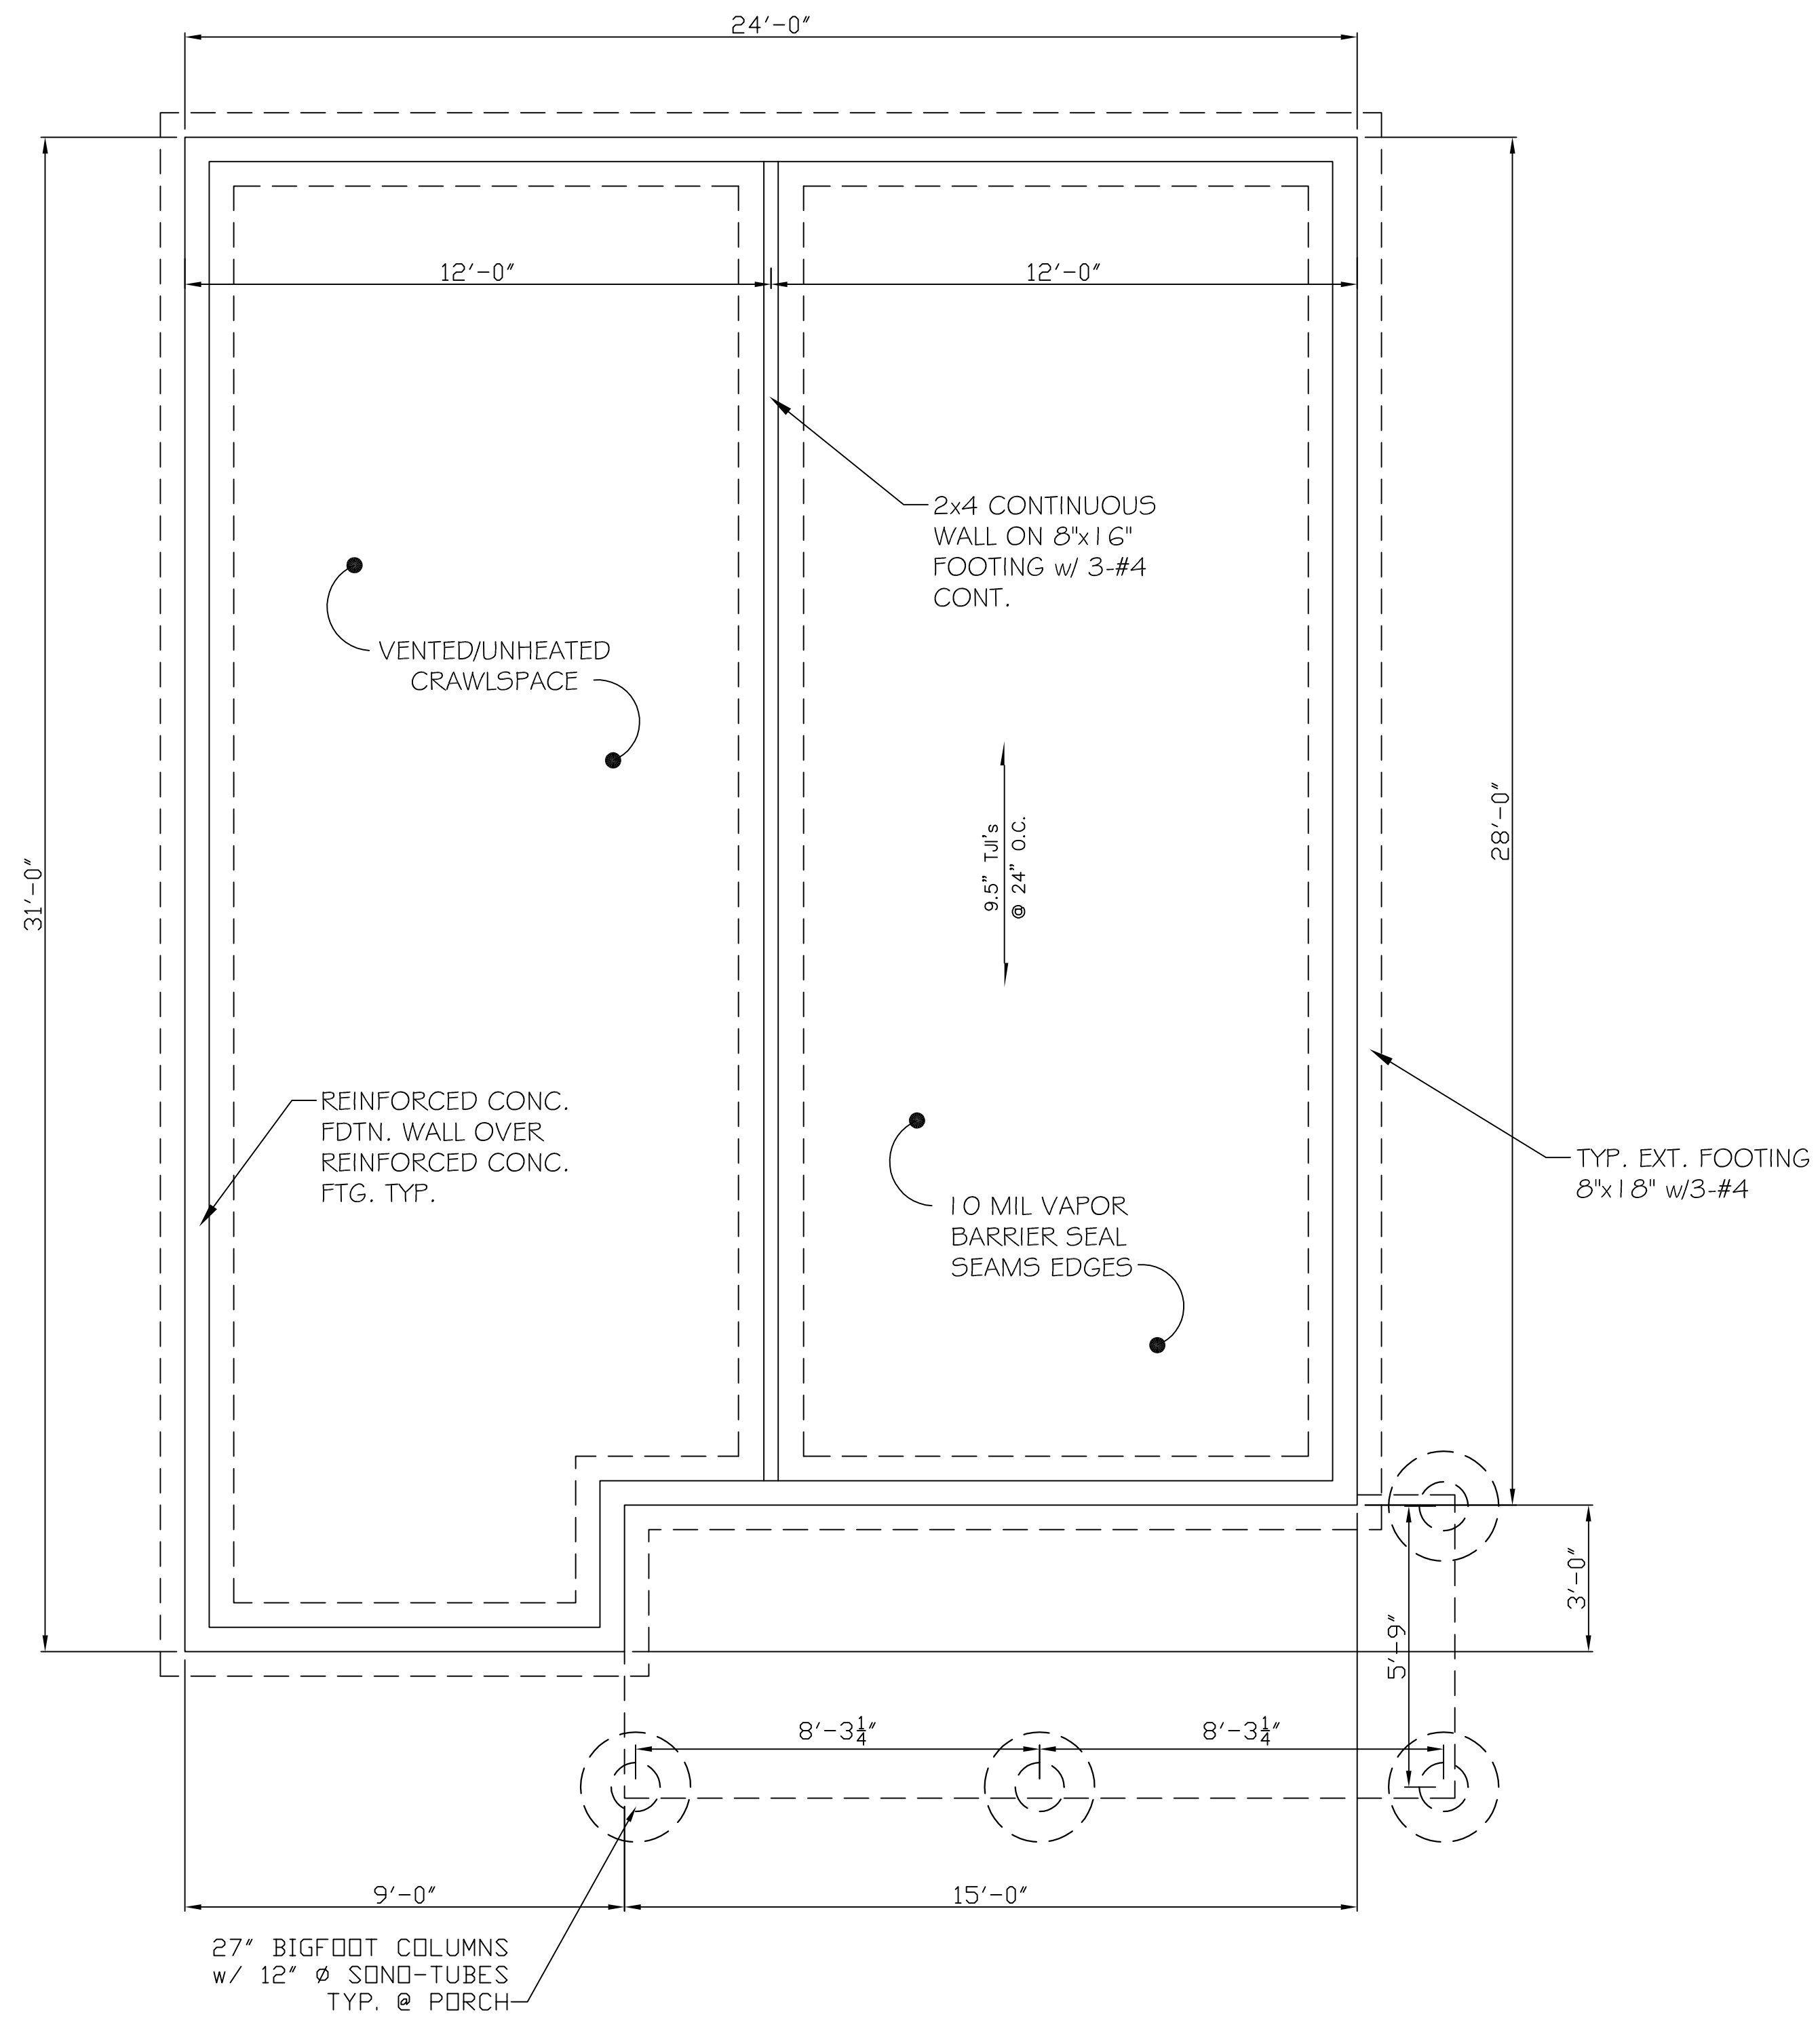 24'-0"
12'-0"
12'-0"
2x4 CONTINUOUS
WALL ON 8"x16"
FOOTING w/ 3-#4
CONT.
VENTED/UNHEATED
CRAWLSPACE
9.5" TJI's
@ 24" O.C.
28'-0"
31'-0"
REINFORCED CONC.
FDTN. WALL OVER
REINFORCED CONC.
FTG. TYP.
TYP. EXT. FOOTING
8"x18" w/3-#4
10 MIL VAPOR
BARRIER SEAL
SEAMS EDGES
3'-0"
5'-9"
8'-3¼"
8'-3¼"
9'-0"
15'-0"
27" BIGFOOT COLUMNS
w/ 12" Ø SONO-TUBES
TYP. @ PORCH